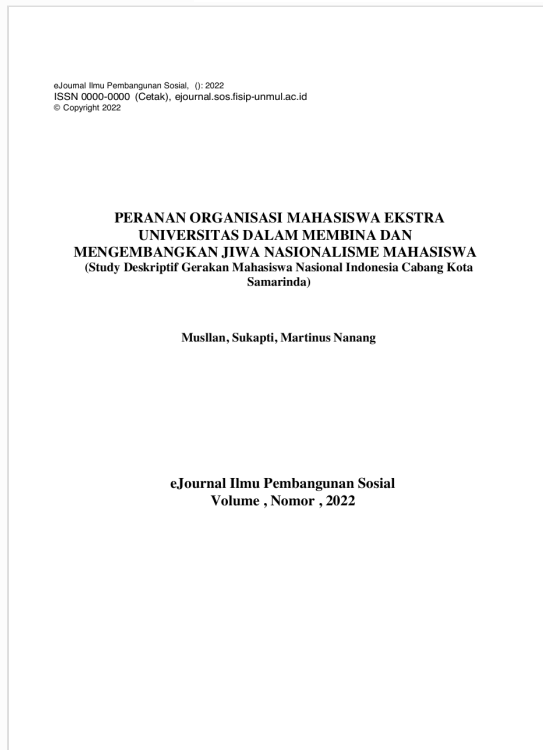 eJournal Ilmu Pembangunan Sosial, (): 2022
ISSN 0000-0000 (Cetak), ejournal.sos.fisip-unmul.ac.id
© Copyright 2022
PERANAN ORGANISASI MAHASISWA EKSTRA
UNIVERSITAS DALAM MEMBINA DAN
MENGEMBANGKAN JIWA NASIONALISME MAHASISWA
(Study Deskriptif Gerakan Mahasiswa Nasional Indonesia Cabang Kota
Samarinda)
Musllan, Sukapti, Martinus Nanang
eJournal Ilmu Pembangunan Sosial
Volume , Nomor , 2022